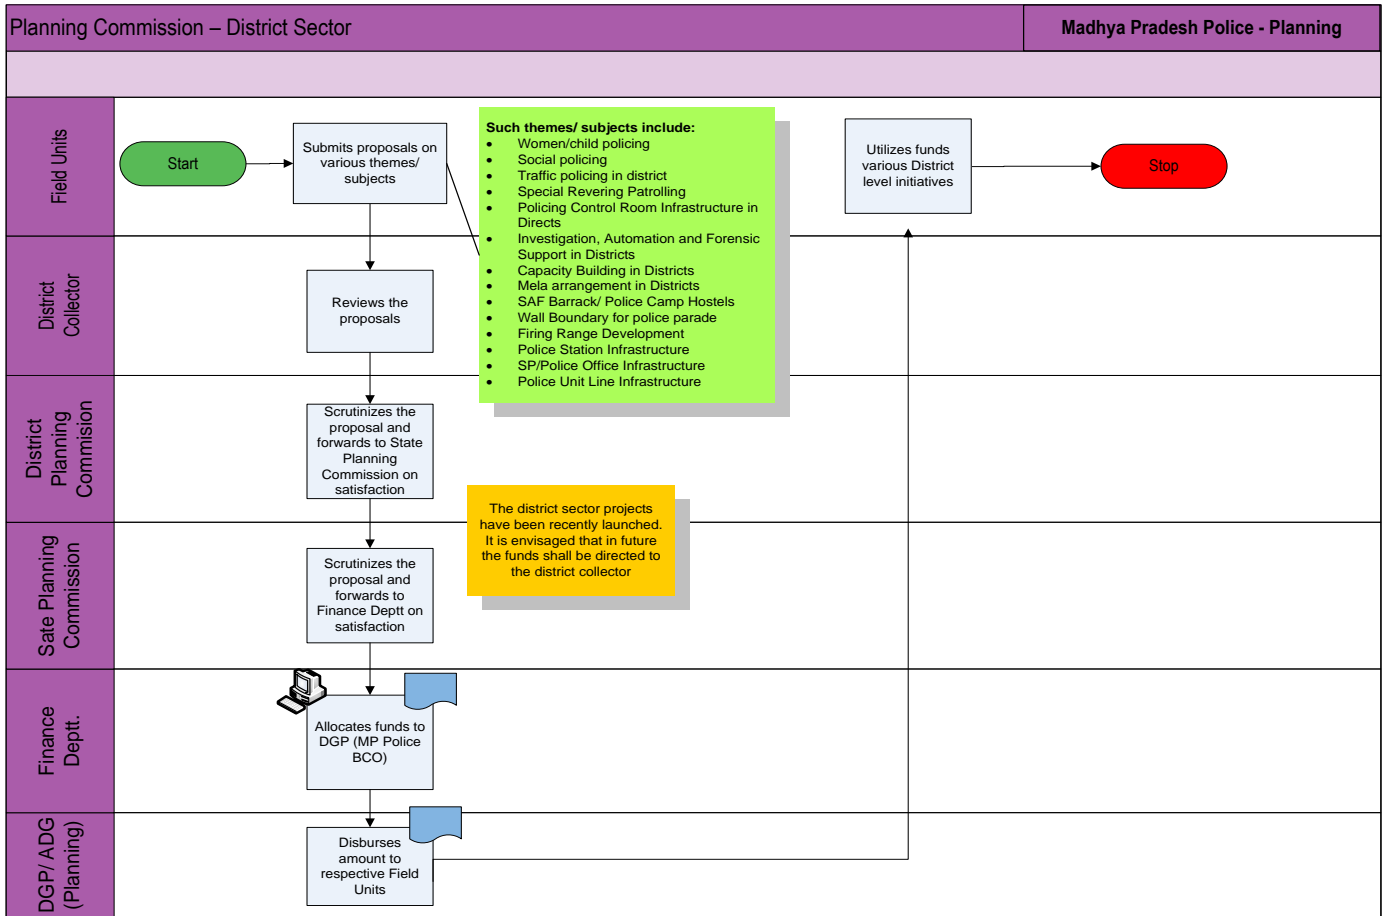 Planning Commission – District Sector
Madhya Pradesh Police - Planning
Field Units
Start
Submits proposals on
various themes/
subjects
Such themes/ subjects include:
• Women/child policing
• Social policing
• Traffic policing in district
• Special Revering Patrolling
• Policing Control Room Infrastructure in
Directs
• Investigation, Automation and Forensic
Support in Districts
• Capacity Building in Districts
• Mela arrangement in Districts
• SAF Barrack/ Police Camp Hostels
• Wall Boundary for police parade
• Firing Range Development
• Police Station Infrastructure
• SP/Police Office Infrastructure
• Police Unit Line Infrastructure
Utilizes funds
various District
level initiatives
Stop
District
Collector
Reviews the
proposals
District
Planning
Commision
Scrutinizes the
proposal and
forwards to State
Planning
Commission on
satisfaction
The district sector projects
have been recently launched.
It is envisaged that in future
the funds shall be directed to
the district collector
Sate Planning
Commission
Scrutinizes the
proposal and
forwards to
Finance Deptt on
satisfaction
Finance
Deptt.
Allocates funds to
DGP (MP Police
BCO)
DGP/ ADG
(Planning)
Disburses
amount to
respective Field
Units